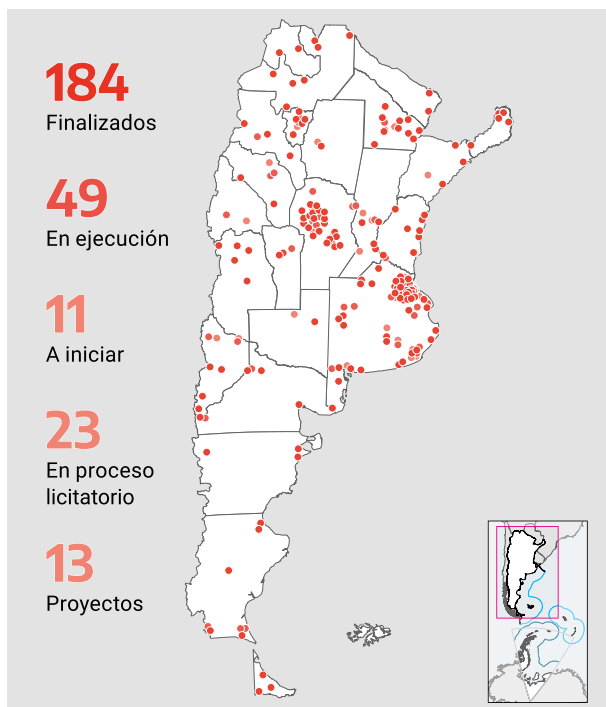 184
Finalizados
49
En ejecución
11
A iniciar
23
En proceso
licitatorio
13
Proyectos